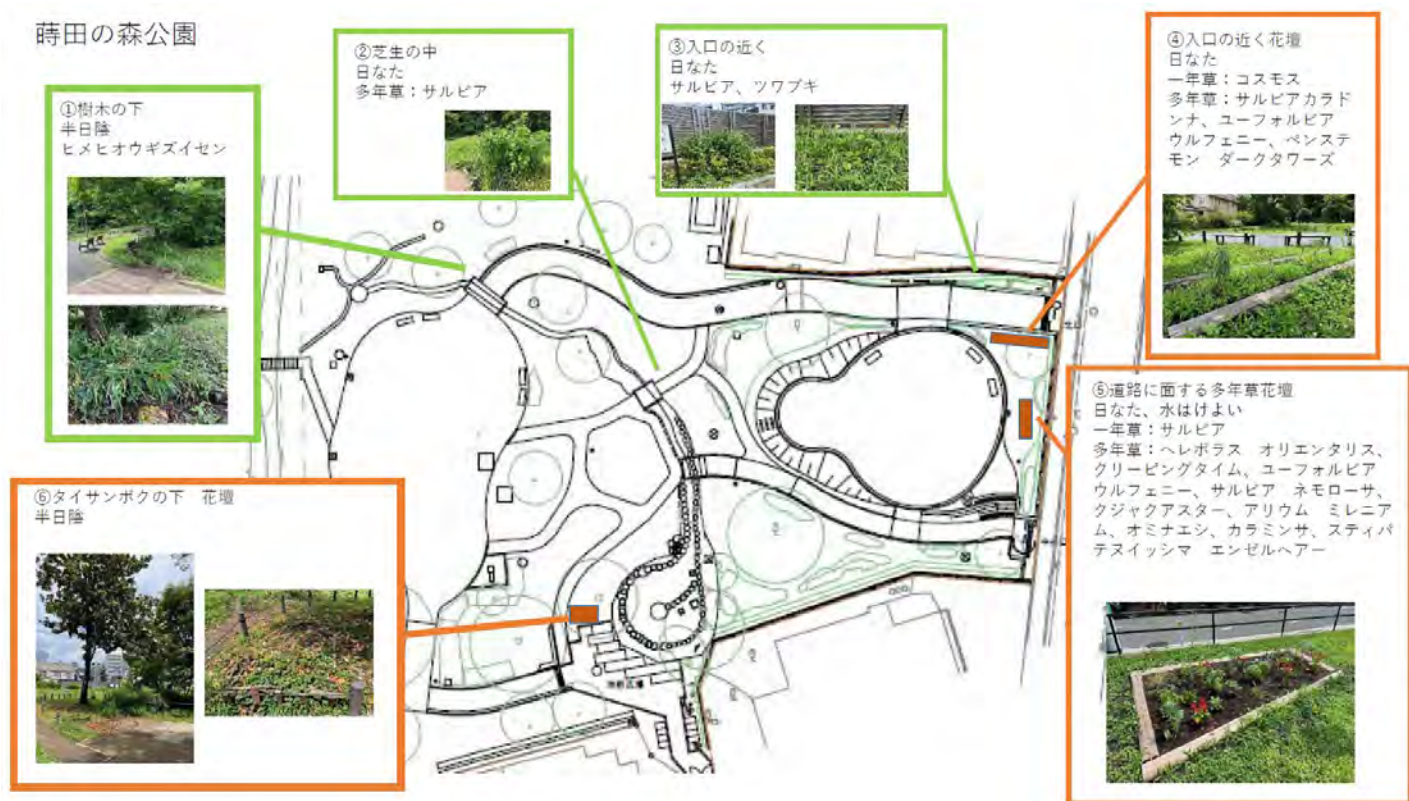 蒔田の森公園
①樹木の下
半日陰
ヒメヒオウギズイセン
②芝生の中
日なた
多年草：サルビア
③入口の近く
日なた
サルビア、ツワブキ
④入口の近く花壇
日なた
一年草：コスモス
多年草：サルビアカラド
ンナ、ユーフォルビア
ウルフェニー、ペンステ
モン　ダークタワーズ
⑤道路に面する多年草花壇
日なた、水はけよい
一年草：サルビア
多年草：ヘレボラス　オリエンタリス、
クリーピングタイム、ユーフォルビア
ウルフェニー、サルビア　ネモローサ、
クジャクアスター、アリウム　ミレニア
ム、オミナエシ、カラミンサ、スティパ
テヌイッシマ　エンゼルヘアー
⑥タイサンボクの下　花壇
半日陰